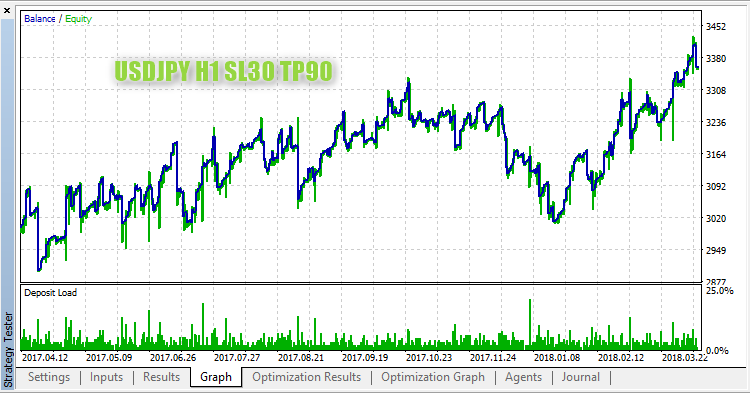 Balance / Equity
USDJPY H1 SL30 TP90
3452
3380
3308
3236
3164
3092
3020
2949
2877
Deposit Load
25.0%
0.0%
2017.04.12 2017.05.09 2017.06.26 2017.07.27 2017.08.21 2017.09.19 2017.10.23 2017.11.24 2018.01.08 2018.02.12 2018.03.22
Strategy Tester
Settings Inputs Results Graph Optimization Results Optimization Graph Agents Journal